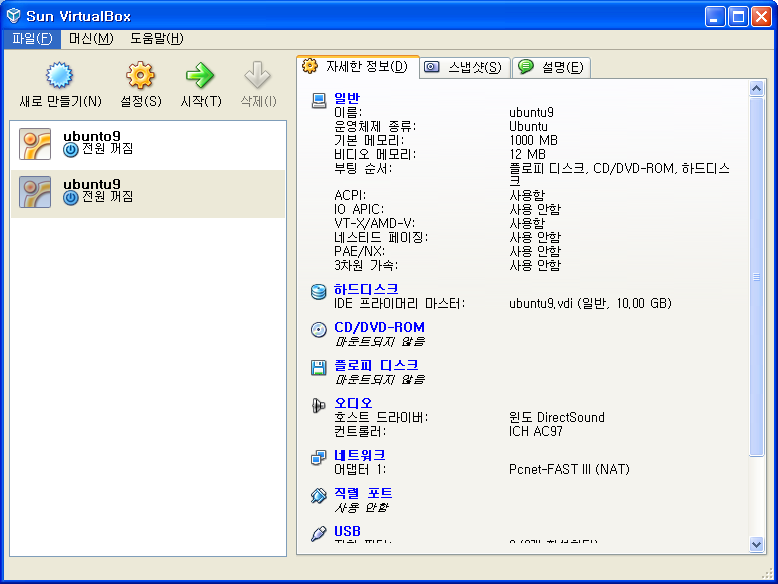 Sun VirtualBox
파일(F) 머신(M) 도움말(H)
새로 만들기(N) 설정(S) 시작(T) 삭제(I)
ubunto9
전원 꺼짐
ubuntu9
전원 꺼짐
자세한 정보(D) 스냅샷(S) 설명(E)
일반
이름: ubuntu9
운영체제 종류: Ubuntu
기본 메모리: 1000 MB
비디오 메모리: 12 MB
부팅 순서: 플로피 디스크, CD/DVD-ROM, 하드디스
크
ACPI: 사용함
IO APIC: 사용 안함
VT-X/AMD-V: 사용함
네스티드 페이징: 사용 안함
PAE/NX: 사용 안함
3차원 가속: 사용 안함
하드디스크
IDE 프라이머리 마스터: ubuntu9.vdi (일반, 10.00 GB)
CD/DVD-ROM
마운트되지 않음
플로피 디스크
마운트되지 않음
오디오
호스트 드라이버: 윈도 DirectSound
컨트롤러: ICH AC97
네트워크
어댑터 1: Pcnet-FAST III (NAT)
직렬 포트
사용 안함
USB